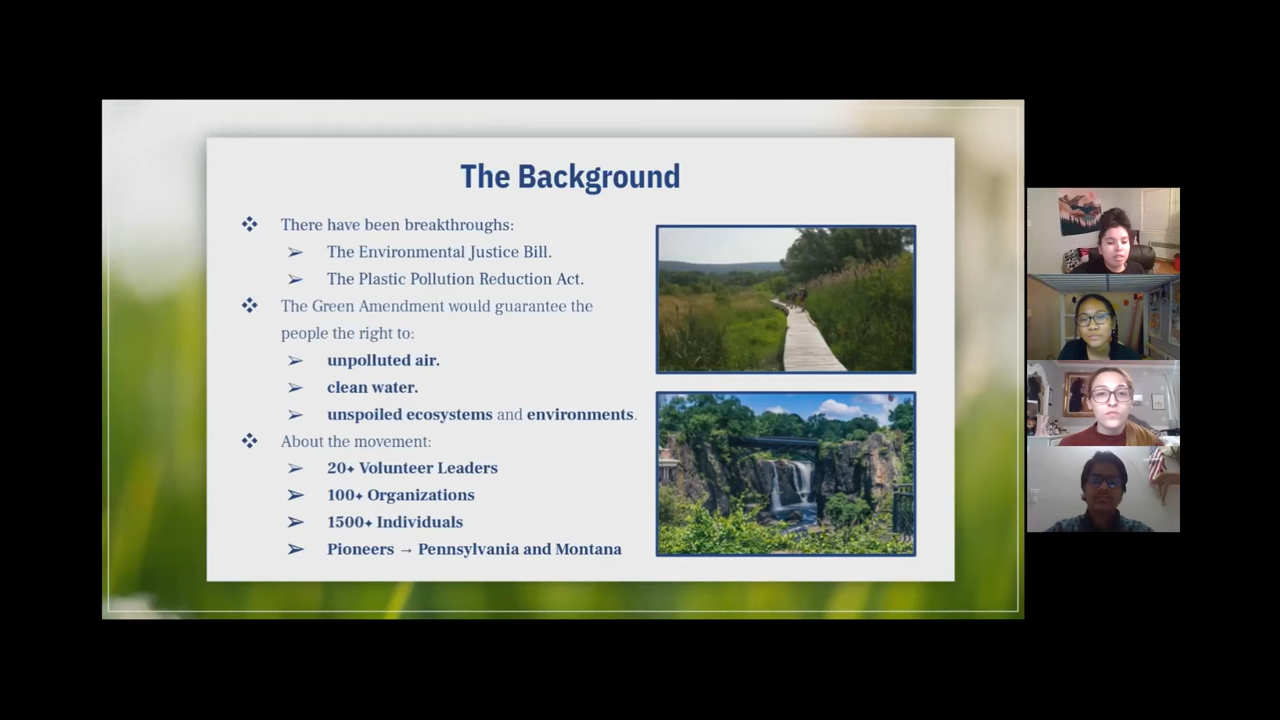 The Background
❖ There have been breakthroughs:
➢ The Environmental Justice Bill.
➢ The Plastic Pollution Reduction Act.
❖ The Green Amendment would guarantee the
people the right to:
➢ unpolluted air.
➢ clean water.
➢ unspoiled ecosystems and environments.
❖ About the movement:
➢ 20+ Volunteer Leaders
➢ 100+ Organizations
➢ 1500+ Individuals
➢ Pioneers → Pennsylvania and Montana